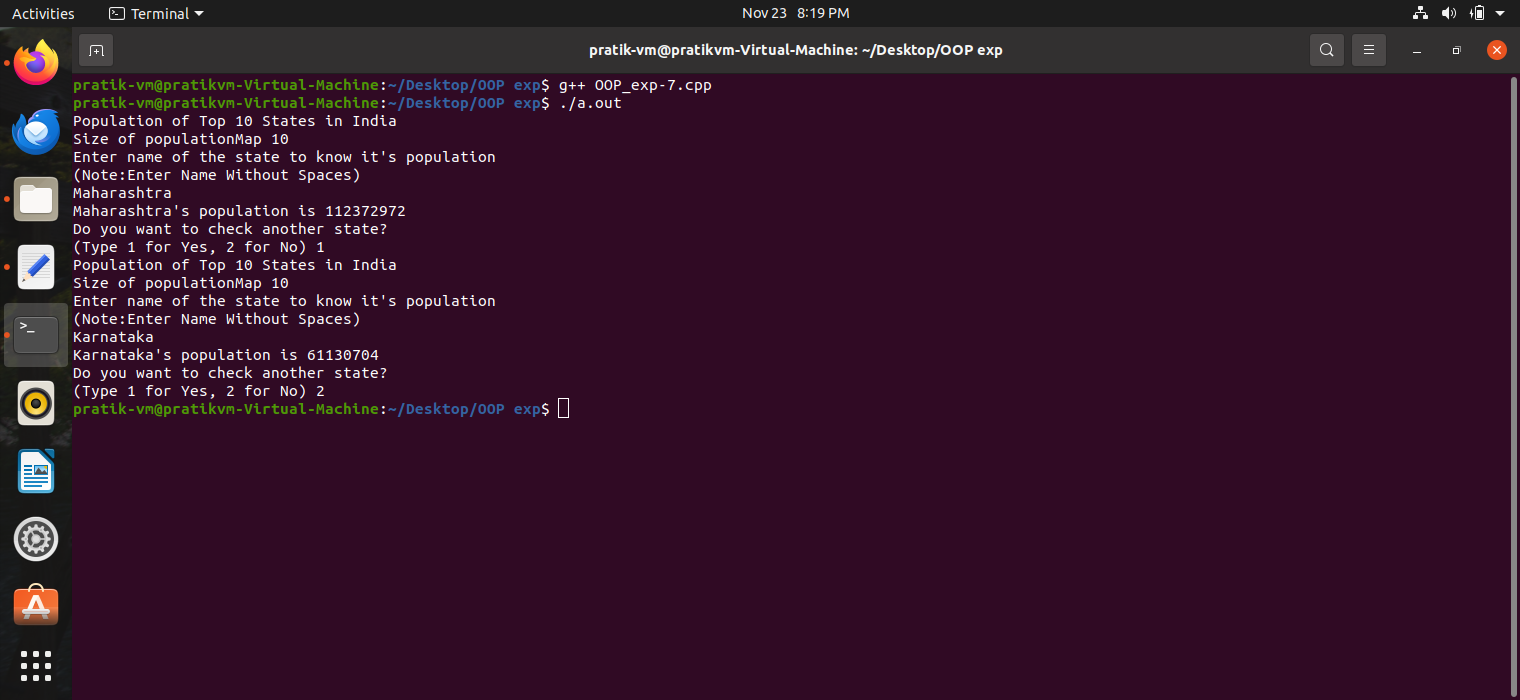 Activities Terminal Nov 23 8:19 PM
pratik-vm@pratikvm-Virtual-Machine: ~/Desktop/OOP exp
pratik-vm@pratikvm-Virtual-Machine:~/Desktop/OOP exp$ g++ OOP_exp-7.cpp
pratik-vm@pratikvm-Virtual-Machine:~/Desktop/OOP exp$ ./a.out
Population of Top 10 States in India
Size of populationMap 10
Enter name of the state to know it's population
(Note:Enter Name Without Spaces)
Maharashtra
Maharashtra's population is 112372972
Do you want to check another state?
(Type 1 for Yes, 2 for No) 1
Population of Top 10 States in India
Size of populationMap 10
Enter name of the state to know it's population
(Note:Enter Name Without Spaces)
Karnataka
Karnataka's population is 61130704
Do you want to check another state?
(Type 1 for Yes, 2 for No) 2
pratik-vm@pratikvm-Virtual-Machine:~/Desktop/OOP exp$